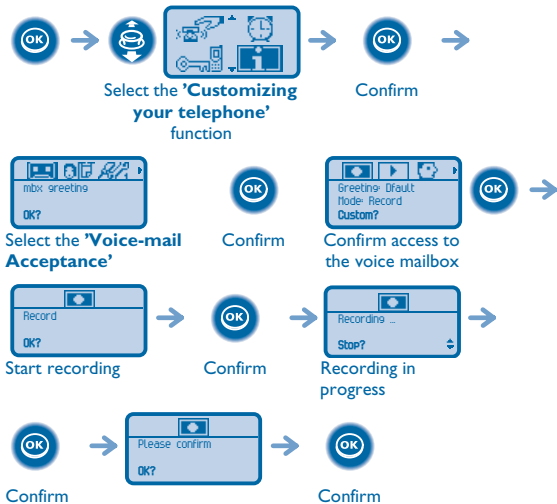 OK
OK
Select the 'Customizing
your telephone'
function
Confirm
mbx greeting
OK?
Select the 'Voice-mail
Acceptance'
OK
Confirm
Greeting: Dfault
Mode: Record
Custom?
Confirm access to
the voice mailbox
OK
Record
OK?
Start recording
OK
Confirm
Recording ...
Stop?
Recording in
progress
OK
Confirm
Please confirm
OK?
OK
Confirm